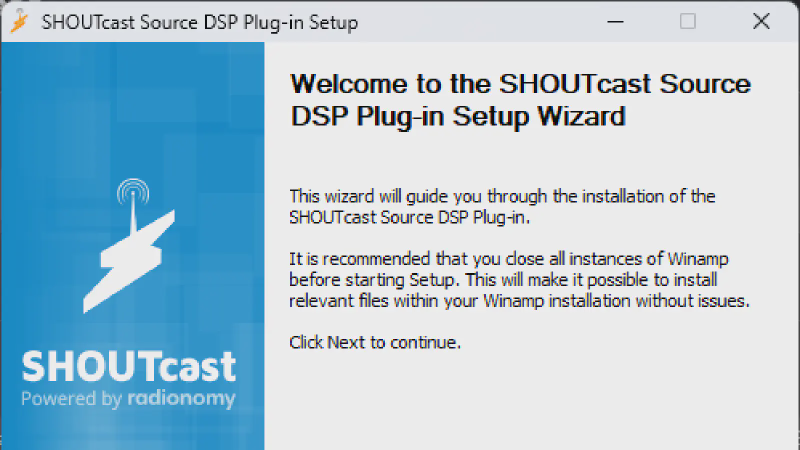 SHOUTcast Source DSP Plug-in Setup
Welcome to the SHOUTcast Source
DSP Plug-in Setup Wizard
This wizard will guide you through the installation of the
SHOUTcast Source DSP Plug-in.
It is recommended that you close all instances of Winamp
before starting Setup. This will make it possible to install
relevant files within your Winamp installation without issues.
Click Next to continue.
SHOUTcast
Powered by radionomy